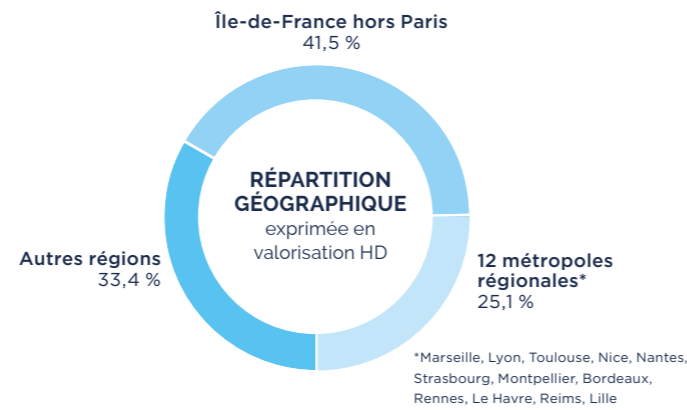 Île-de-France hors Paris
41,5 %
RÉPARTITION
GÉOGRAPHIQUE
exprimée en
valorisation HD
Autres régions
33,4 %
12 métropoles
régionales*
25,1 %
*Marseille, Lyon, Toulouse, Nice, Nantes,
Strasbourg, Montpellier, Bordeaux,
Rennes, Le Havre, Reims, Lille